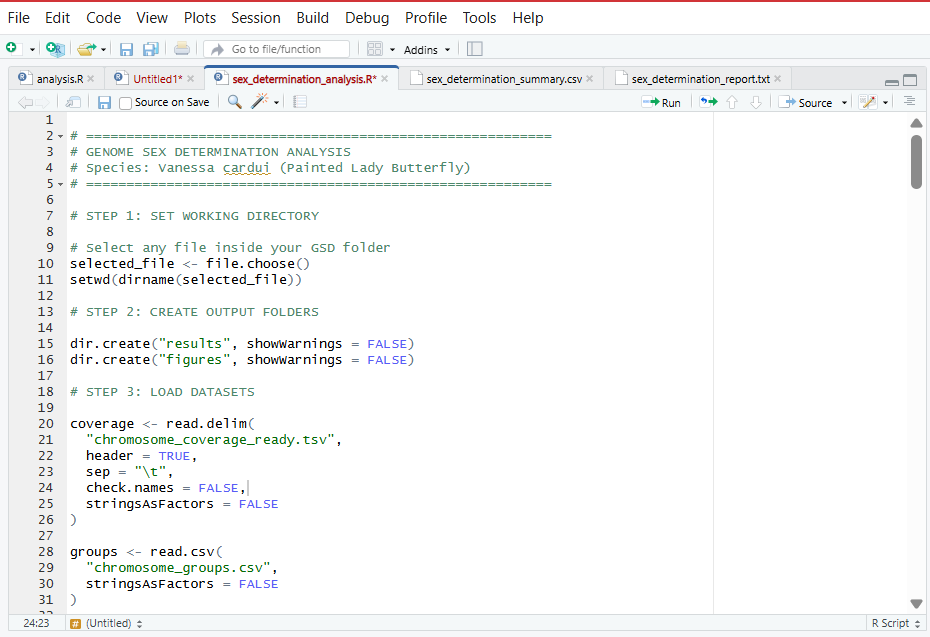 File Edit Code View Plots Session Build Debug Profile Tools Help
Go to file/function Addins
analysis.R Untitled1* sex_determination_analysis.R* sex_determination_summary.csv sex_determination_report.txt
Source on Save Run Source
1
2 # ==========================================================
3 # GENOME SEX DETERMINATION ANALYSIS
4 # Species: Vanessa cardui (Painted Lady Butterfly)
5 # ==========================================================
6
7 # STEP 1: SET WORKING DIRECTORY
8
9 # Select any file inside your GSD folder
10 selected_file <- file.choose()
11 setwd(dirname(selected_file))
12
13 # STEP 2: CREATE OUTPUT FOLDERS
14
15 dir.create("results", showWarnings = FALSE)
16 dir.create("figures", showWarnings = FALSE)
17
18 # STEP 3: LOAD DATASETS
19
20 coverage <- read.delim(
21   "chromosome_coverage_ready.tsv",
22   header = TRUE,
23   sep = "\t",
24   check.names = FALSE,
25   stringsAsFactors = FALSE
26 )
27
28 groups <- read.csv(
29   "chromosome_groups.csv",
30   stringsAsFactors = FALSE
31 )
24:23 # (Untitled) R Script